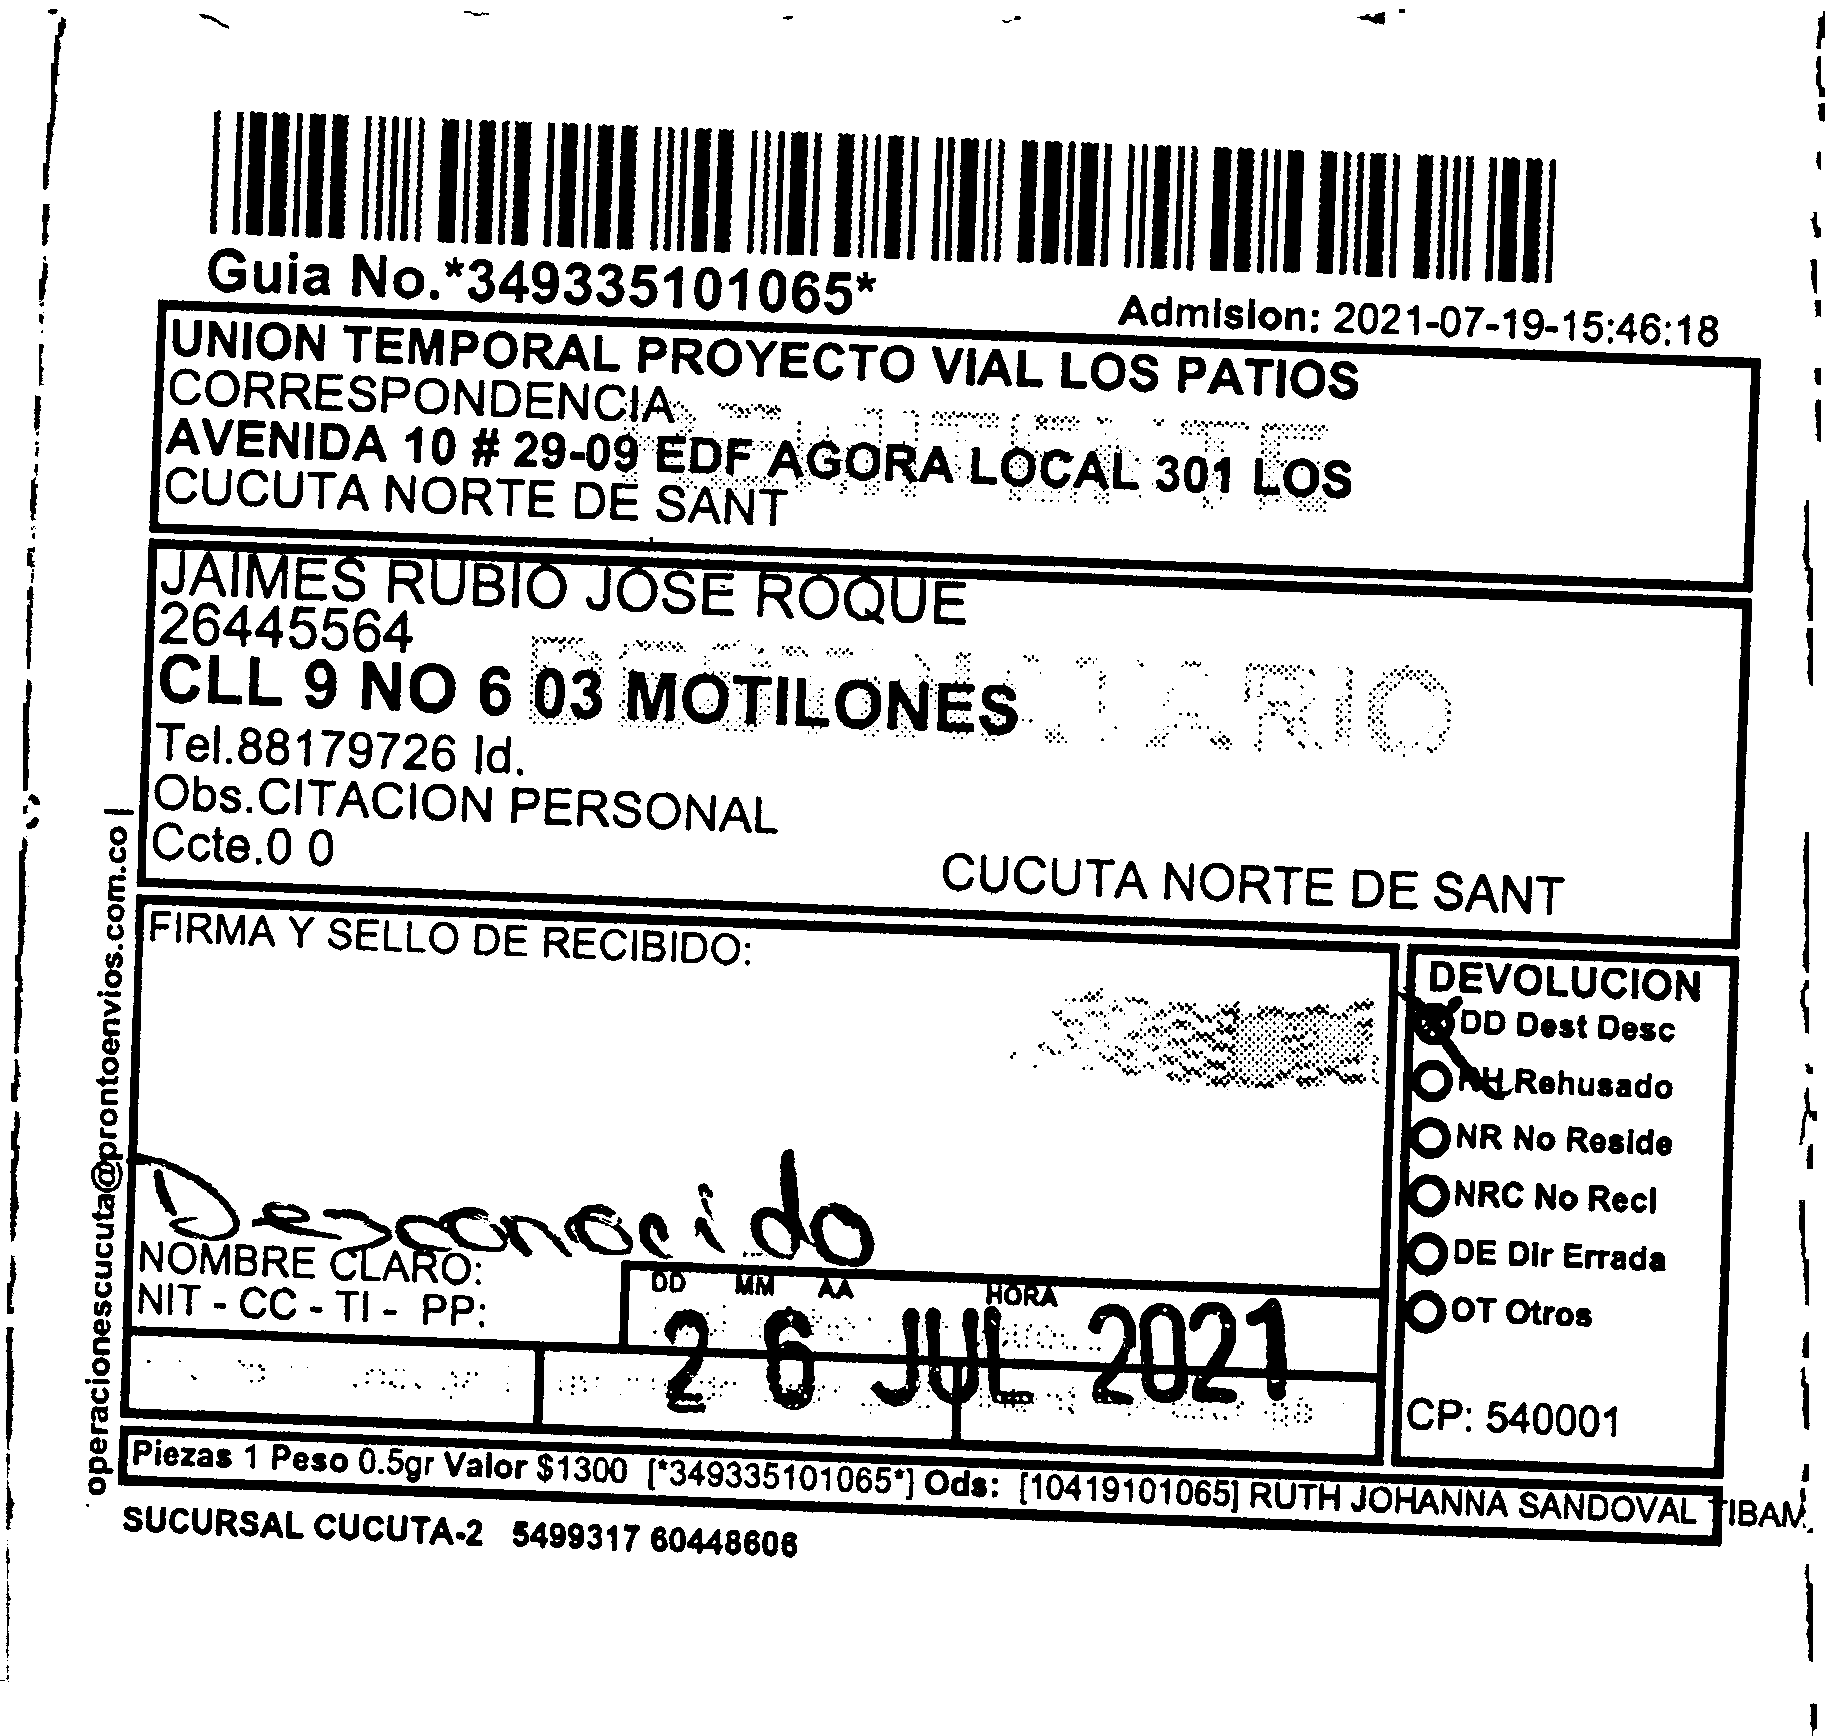 Guia No.*349335101065*
Admision: 2021-07-19-15:46:18
UNION TEMPORAL PROYECTO VIAL LOS PATIOS
CORRESPONDENCIA
REMITENTE
AVENIDA 10 # 29-09 EDF AGORA LOCAL 301 LOS
CUCUTA NORTE DE SANT
JAIMES RUBIO JOSE ROQUE
26445564
DESTINATARIO
CLL 9 NO 6 03 MOTILONES
Tel.88179726 Id.
Obs.CITACION PERSONAL
Ccte.0 0
CUCUTA NORTE DE SANT
operacionescucuta@prontoenvios.com.co |
FIRMA Y SELLO DE RECIBIDO:
Desconocido
NOMBRE CLARO:
NIT - CC - TI - PP:
DD MM AA HORA
26 JUL 2021
DEVOLUCION
DD Dest Desc
RH Rehusado
NR No Reside
NRC No Recl
DE Dir Errada
OT Otros
CP: 540001
Piezas 1 Peso 0.5gr Valor $1300 [*349335101065*] Ods: [10419101065] RUTH JOHANNA SANDOVAL TIBAM
SUCURSAL CUCUTA-2 5499317 60448606